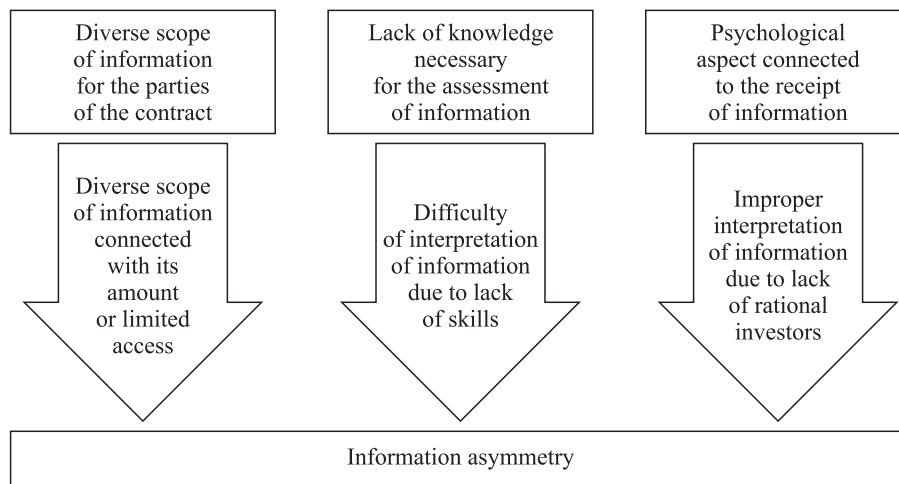 Diverse scope
of information
for the parties
of the contract
Lack of knowledge
necessary
for the assessment
of information
Psychological
aspect connected
to the receipt
of information
Diverse scope
of information
connected
with its
amount
or limited
access
Difficulty
of interpretation
of information
due to lack
of skills
Improper
interpretation
of information
due to lack
of rational
investors
Information asymmetry